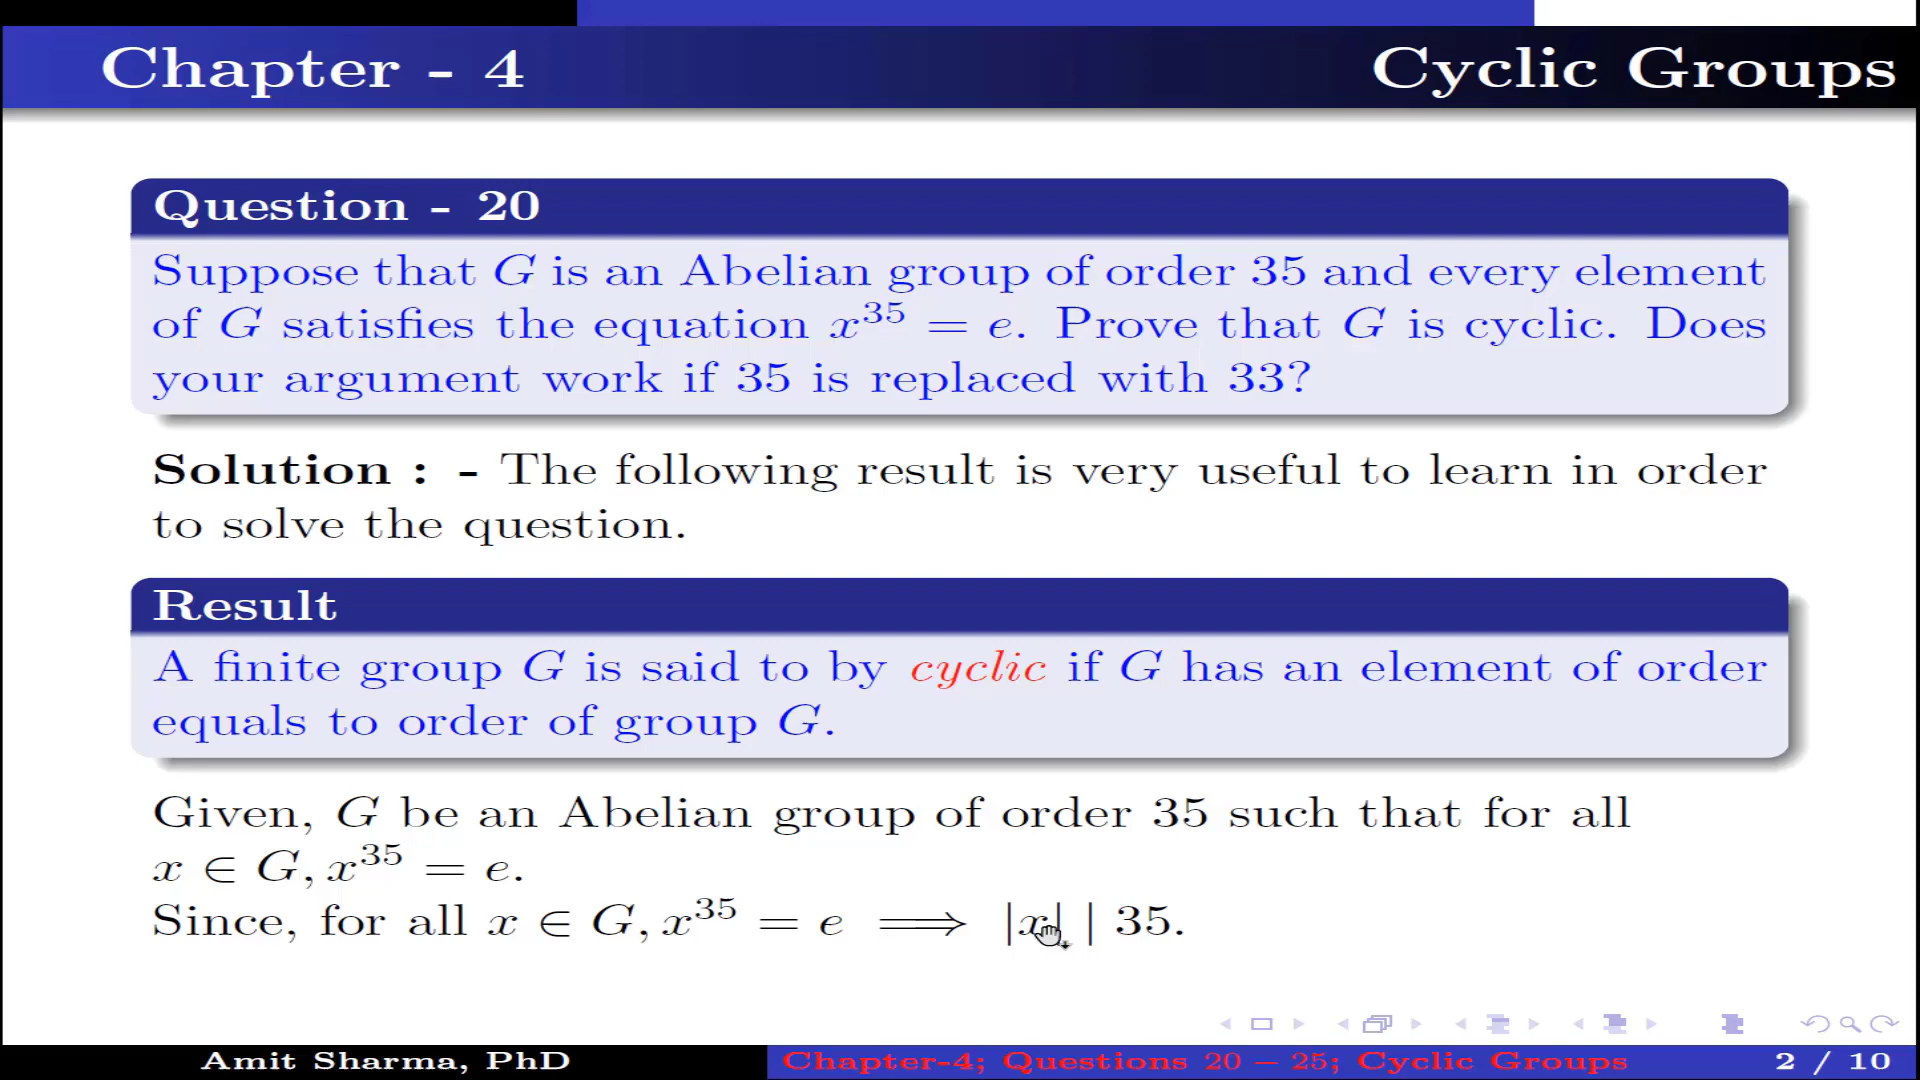 Chapter - 4 Cyclic Groups
Question - 20
Suppose that G is an Abelian group of order 35 and every element
of G satisfies the equation x³⁵ = e. Prove that G is cyclic. Does
your argument work if 35 is replaced with 33?
Solution : - The following result is very useful to learn in order
to solve the question.
Result
A finite group G is said to by cyclic if G has an element of order
equals to order of group G.
Given, G be an Abelian group of order 35 such that for all
x ∈ G, x³⁵ = e.
Since, for all x ∈ G, x³⁵ = e ⟹ |x| | 35.
Amit Sharma, PhD Chapter-4; Questions 20 – 25; Cyclic Groups 2 / 10